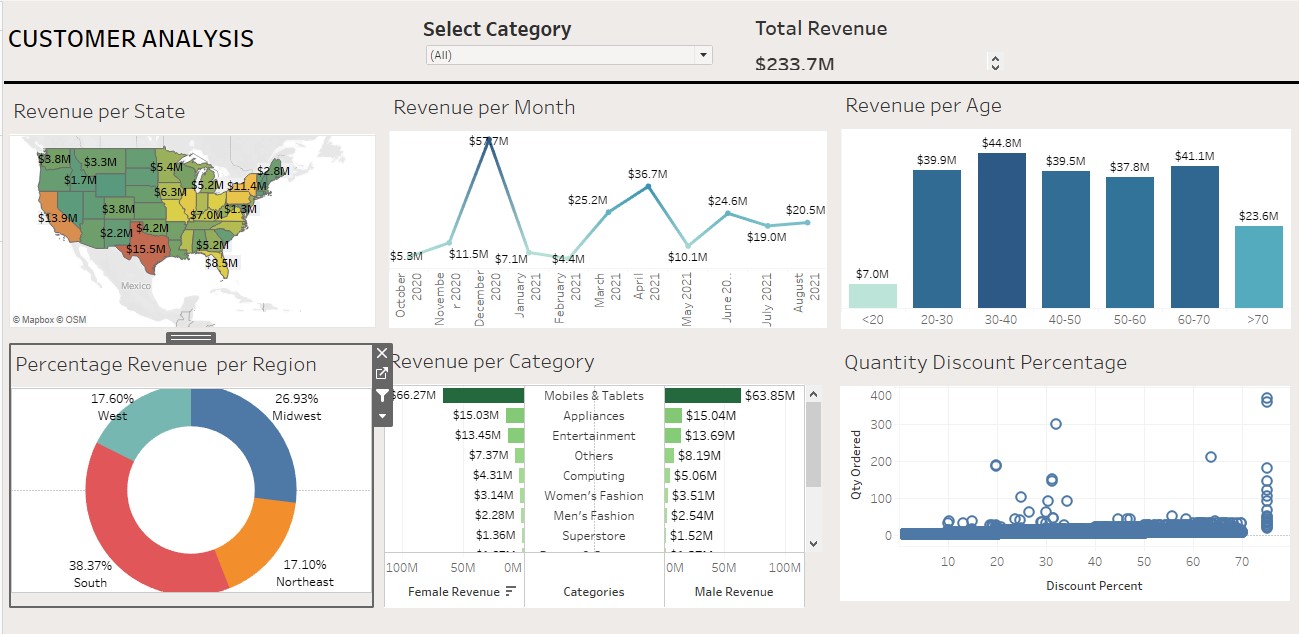 CUSTOMER ANALYSIS
Select Category
(All)
Total Revenue
$233.7M
Revenue per State
$3.8M
$3.3M
$5.4M
$2.8M
$1.7M
$5.2M
$11.4M
$6.3M
$3.8M
$7.0M
$1.3M
$13.9M
$2.2M
$4.2M
$15.5M
$5.2M
$8.5M
Mexico
© Mapbox © OSM
Revenue per Month
$57.7M
$36.7M
$25.2M
$24.6M
$20.5M
$19.0M
$5.3M
$11.5M
$7.1M
$4.4M
$10.1M
October 2020
Novembe r 2020
December 2020
January 2021
February 2021
March 2021
April 2021
May 2021
June 20..
July 2021
August 2021
Revenue per Age
$7.0M
$39.9M
$44.8M
$39.5M
$37.8M
$41.1M
$23.6M
<20 20-30 30-40 40-50 50-60 60-70 >70
Percentage Revenue per Region
17.60%
West
26.93%
Midwest
38.37%
South
17.10%
Northeast
Revenue per Category
$66.27M Mobiles & Tablets $63.85M
$15.03M Appliances $15.04M
$13.45M Entertainment $13.69M
$7.37M Others $8.19M
$4.31M Computing $5.06M
$3.14M Women's Fashion $3.51M
$2.28M Men's Fashion $2.54M
$1.36M Superstore $1.52M
100M 50M 0M 0M 50M 100M
Female Revenue Categories Male Revenue
Quantity Discount Percentage
Qty Ordered
400
300
200
100
0
10 20 30 40 50 60 70
Discount Percent